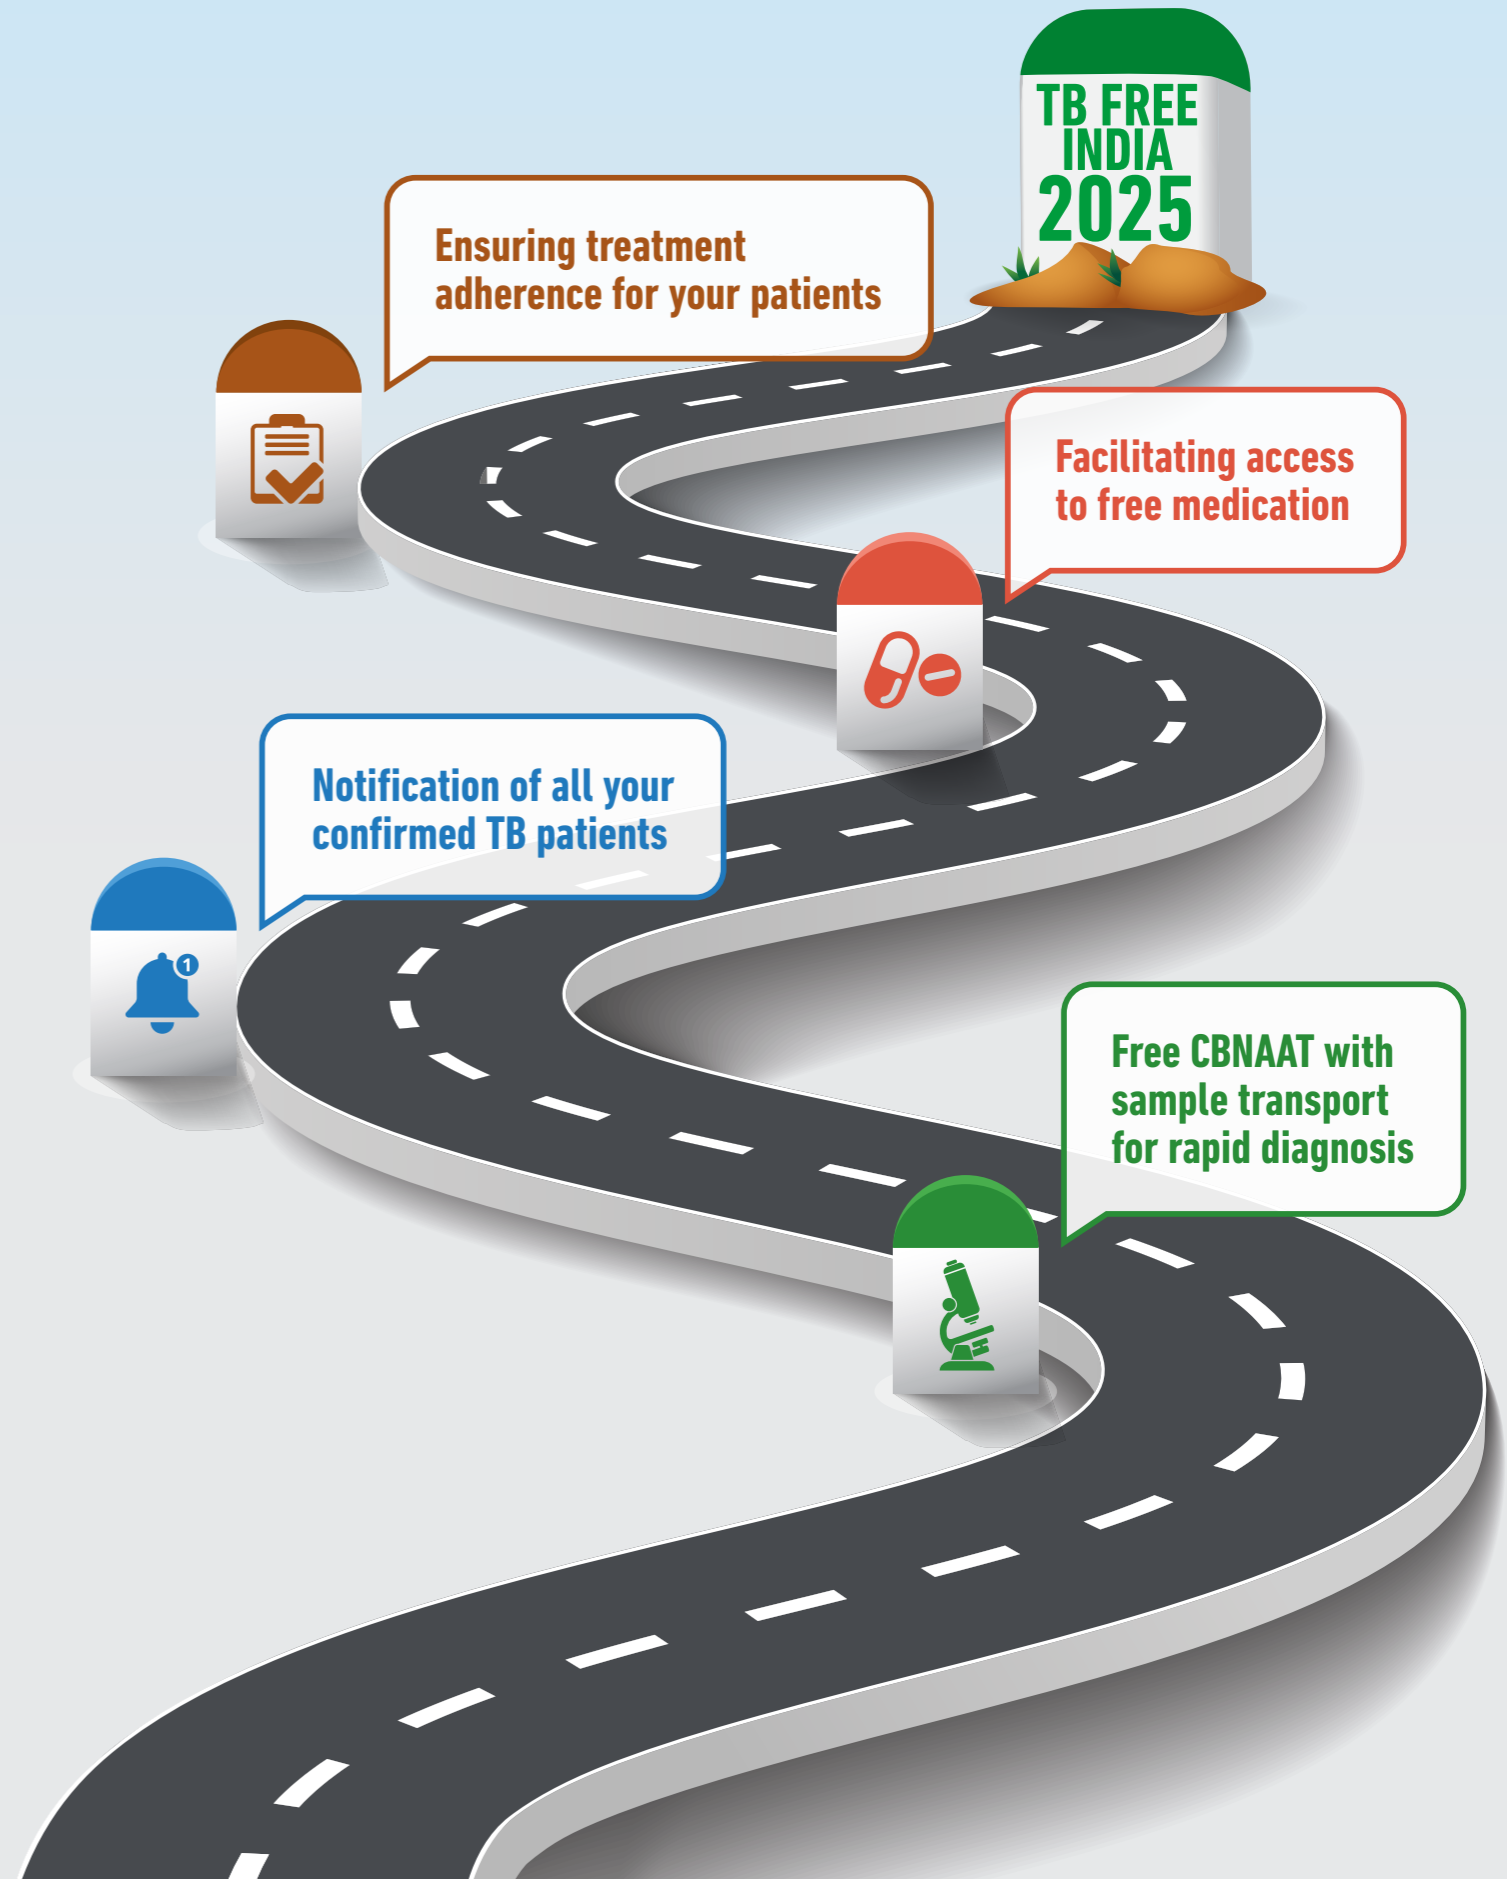 TB FREE
INDIA
2025
Ensuring treatment
adherence for your patients
Facilitating access
to free medication
Notification of all your
confirmed TB patients
1
Free CBNAAT with
sample transport
for rapid diagnosis